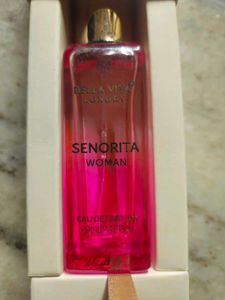 BELLA VITA
LUXURY
SENORITA
WOMAN
EAU DE PARFUM